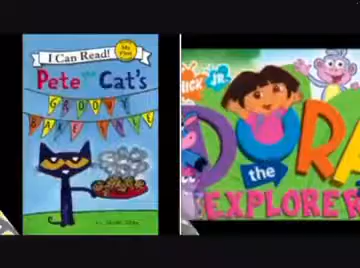 I Can Read!
My First
Pete the Cat's
GROOVY
BAKE SALE
NICK JR.
DORA
the
EXPLORER